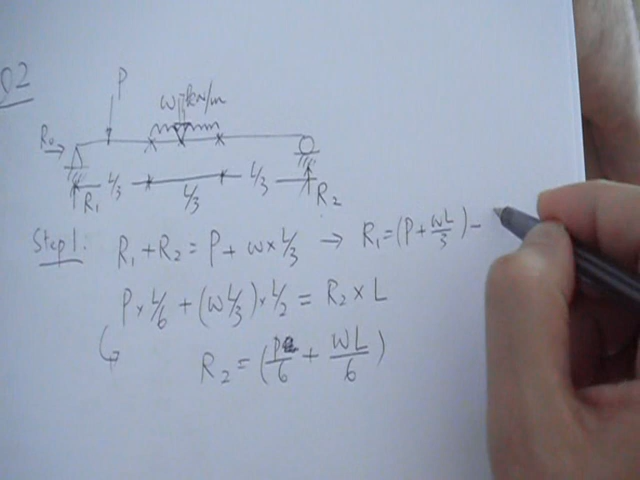 Q2
P
w kN/m
R₀
L/3 L/3 L/3
R₁ R₂
Step 1. R₁ + R₂ = P + w × L/3 → R₁ = (P + wL/3) -
P × L/6 + (w L/3) × L/2 = R₂ × L
↳ R₂ = (P/6 + wL/6)